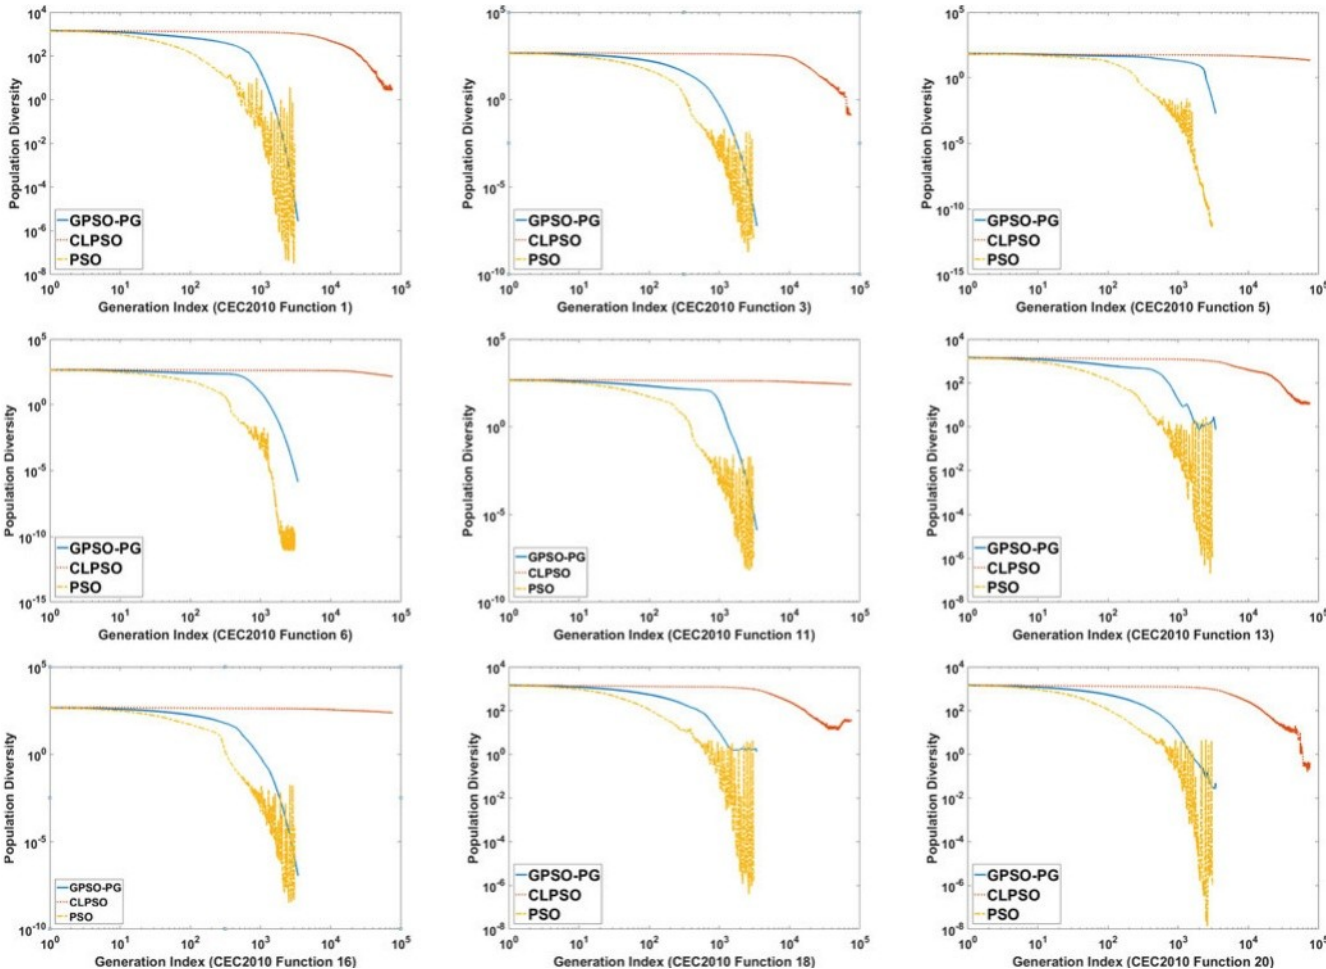 10^4
10^2
10^0
10^-2
10^-4
10^-6
10^-8
Population Diversity
GPSO-PG
CLPSO
PSO
10^0 10^1 10^2 10^3 10^4 10^5
Generation Index (CEC2010 Function 1)
10^5
10^0
10^-5
10^-10
Population Diversity
GPSO-PG
CLPSO
PSO
10^0 10^1 10^2 10^3 10^4 10^5
Generation Index (CEC2010 Function 3)
10^5
10^0
10^-5
10^-10
10^-15
Population Diversity
GPSO-PG
CLPSO
PSO
10^0 10^1 10^2 10^3 10^4 10^5
Generation Index (CEC2010 Function 5)
10^5
10^0
10^-5
10^-10
10^-15
Population Diversity
GPSO-PG
CLPSO
PSO
10^0 10^1 10^2 10^3 10^4 10^5
Generation Index (CEC2010 Function 6)
10^5
10^0
10^-5
10^-10
Population Diversity
GPSO-PG
CLPSO
PSO
10^0 10^1 10^2 10^3 10^4 10^5
Generation Index (CEC2010 Function 11)
10^4
10^2
10^0
10^-2
10^-4
10^-6
10^-8
Population Diversity
GPSO-PG
CLPSO
PSO
10^0 10^1 10^2 10^3 10^4 10^5
Generation Index (CEC2010 Function 13)
10^5
10^0
10^-5
10^-10
Population Diversity
GPSO-PG
CLPSO
PSO
10^0 10^1 10^2 10^3 10^4 10^5
Generation Index (CEC2010 Function 16)
10^4
10^2
10^0
10^-2
10^-4
10^-6
10^-8
Population Diversity
GPSO-PG
CLPSO
PSO
10^0 10^1 10^2 10^3 10^4 10^5
Generation Index (CEC2010 Function 18)
10^4
10^2
10^0
10^-2
10^-4
10^-6
10^-8
Population Diversity
GPSO-PG
CLPSO
PSO
10^0 10^1 10^2 10^3 10^4 10^5
Generation Index (CEC2010 Function 20)